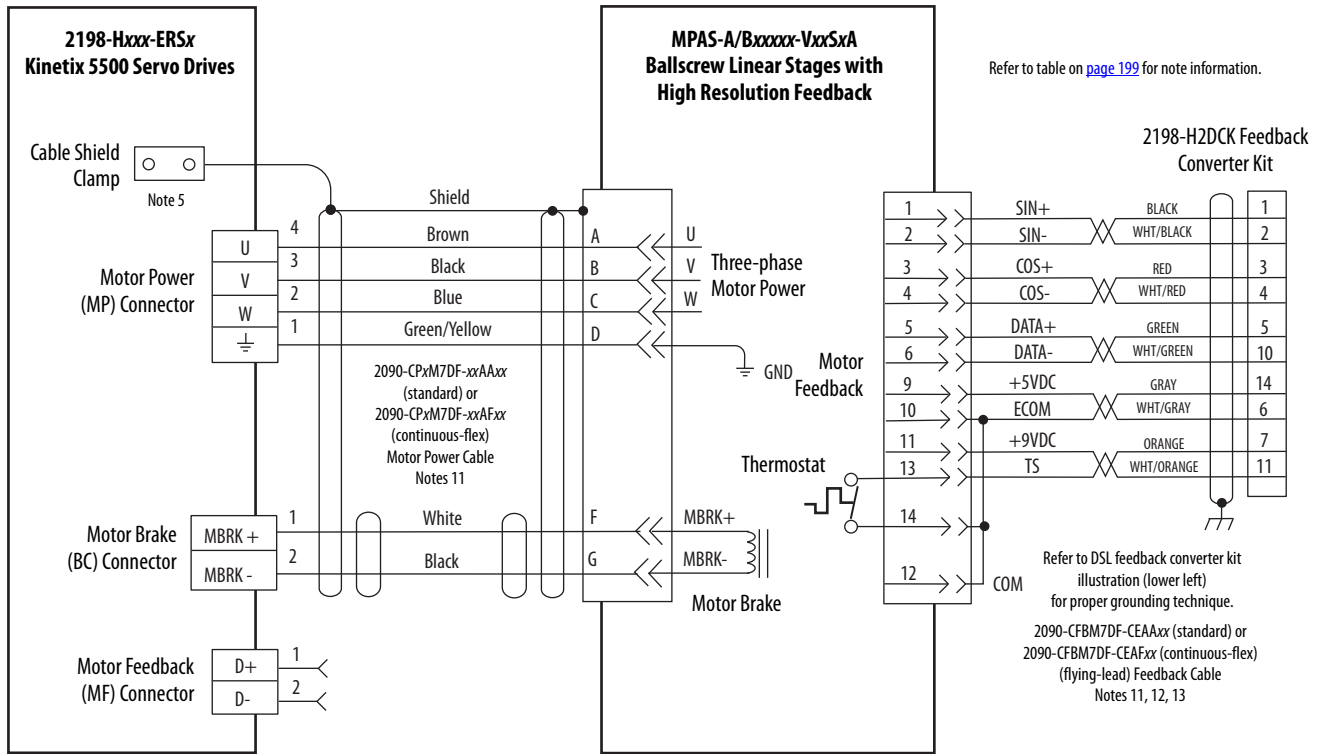 2198-Hxxx-ERSx
Kinetix 5500 Servo Drives
MPAS-A/Bxxxxx-VxxSxA
Ballscrew Linear Stages with
High Resolution Feedback
Refer to table on page 199 for note information.
2198-H2DCK Feedback
Converter Kit
Cable Shield
Clamp
Note 5
Shield
Motor Power
(MP) Connector
U 4 Brown A U
V 3 Black B V
W 2 Blue C W
1 Green/Yellow D
Three-phase
Motor Power
GND
2090-CPxM7DF-xxAAxx
(standard) or
2090-CPxM7DF-xxAFxx
(continuous-flex)
Motor Power Cable
Notes 11
Motor Brake
(BC) Connector
MBRK + 1 White F MBRK+
MBRK - 2 Black G MBRK-
Motor Brake
Motor Feedback
(MF) Connector
D+ 1
D- 2
Motor
Feedback
1 SIN+ BLACK 1
2 SIN- WHT/BLACK 2
3 COS+ RED 3
4 COS- WHT/RED 4
5 DATA+ GREEN 5
6 DATA- WHT/GREEN 10
9 +5VDC GRAY 14
10 ECOM WHT/GRAY 6
11 +9VDC ORANGE 7
13 TS WHT/ORANGE 11
14
12 COM
Thermostat
Refer to DSL feedback converter kit
illustration (lower left)
for proper grounding technique.
2090-CFBM7DF-CEAAxx (standard) or
2090-CFBM7DF-CEAFxx (continuous-flex)
(flying-lead) Feedback Cable
Notes 11, 12, 13